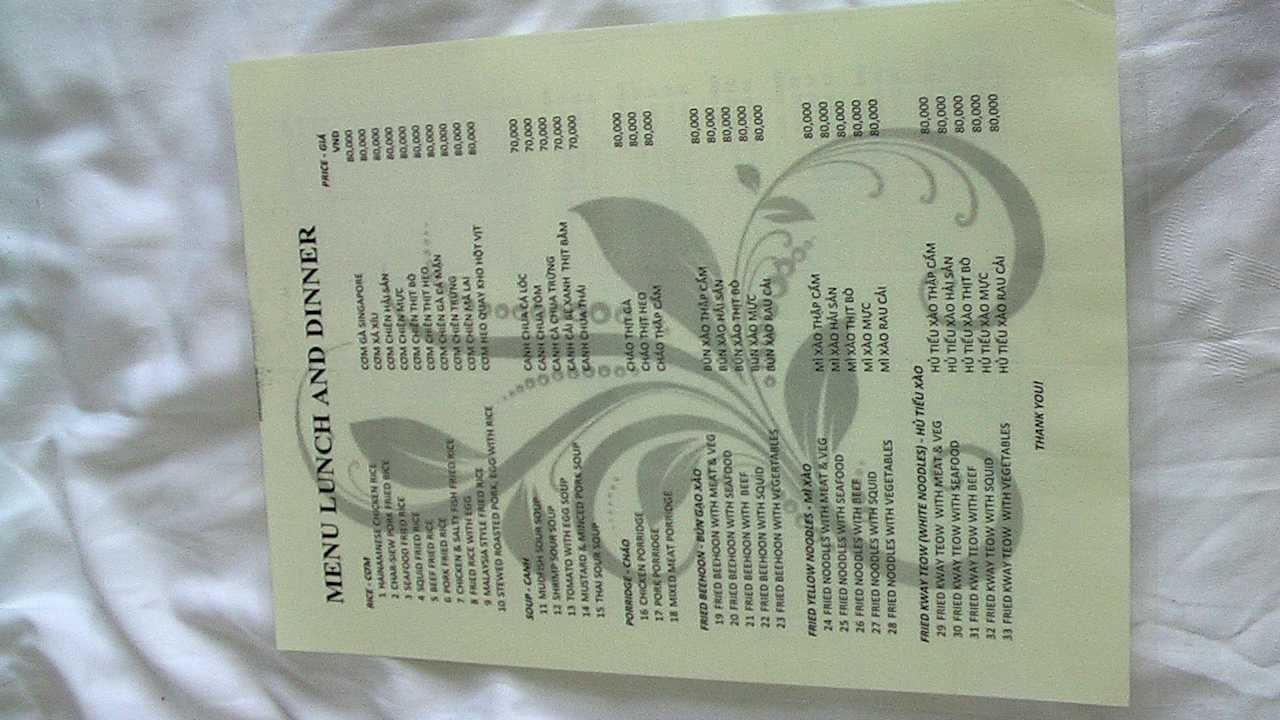 MENU LUNCH AND DINNER
PRICE - GIÁ
RICE - CƠM VND
1 HAINAMNESE CHICKEN RICE CƠM GÀ SINGAPORE 80,000
2 CHAR-SIEW PORK FRIED RICE CƠM XÁ XÍU 80,000
3 SEAFOOD FRIED RICE CƠM CHIÊN HẢI SẢN 80,000
4 SQUID FRIED RICE CƠM CHIÊN MỰC 80,000
5 BEEF FRIED RICE CƠM CHIÊN THỊT BÒ 80,000
6 PORK FRIED RICE CƠM CHIÊN THỊT HEO 80,000
7 CHICKEN & SALTY FISH FRIED RICE CƠM CHIÊN GÀ CÁ MẶN 80,000
8 FRIED RICE WITH EGG CƠM CHIÊN TRỨNG 80,000
9 MALAYSIA STYLE FRIED RICE CƠM CHIÊN MÃ LAI 80,000
10 STEWED ROASTED PORK, EGG WITH RICE CƠM HEO QUAY KHO HỘT VỊT 80,000
SOUP - CANH
11 MUDFISH SOUR SOUP CANH CHUA CÁ LÓC 70,000
12 SHRIMP SOUR SOUP CANH CHUA TÔM 70,000
13 TOMATO WITH EGG SOUP CANH CÀ CHUA TRỨNG 70,000
14 MUSTARD & MINCED PORK SOUP CANH CẢI BẸ XANH THỊT BẰM 70,000
15 THAI SOUR SOUP CANH CHUA THÁI 70,000
PORRIDGE - CHÁO
16 CHICKEN PORRIDGE CHÁO THỊT GÀ 80,000
17 PORK PORRIDGE CHÁO THỊT HEO 80,000
18 MIXED MEAT PORRIDGE CHÁO THẬP CẨM 80,000
FRIED BEEHOON - BÚN GẠO XÀO
19 FRIED BEEHOON WITH MEAT & VEG BÚN XÀO THẬP CẨM 80,000
20 FRIED BEEHOON WITH SEAFOOD BÚN XÀO HẢI SẢN 80,000
21 FRIED BEEHOON WITH BEEF BÚN XÀO THỊT BÒ 80,000
22 FRIED BEEHOON WITH SQUID BÚN XÀO MỰC 80,000
23 FRIED BEEHOON WITH VEGERTABLES BÚN XÀO RAU CẢI 80,000
FRIED YELLOW NOODLES - MÌ XÀO
24 FRIED NOODLES WITH MEAT & VEG MÌ XÀO THẬP CẨM 80,000
25 FRIED NOODLES WITH SEAFOOD MÌ XÀO HẢI SẢN 80,000
26 FRIED NOODLES WITH BEEF MÌ XÀO THỊT BÒ 80,000
27 FRIED NOODLES WITH SQUID MÌ XÀO MỰC 80,000
28 FRIED NOODLES WITH VEGETABLES MÌ XÀO RAU CẢI 80,000
FRIED KWAY TEOW (WHITE NOODLES) - HỦ TIẾU XÀO
29 FRIED KWAY TEOW WITH MEAT & VEG HỦ TIẾU XÀO THẬP CẨM 80,000
30 FRIED KWAY TEOW WITH SEAFOOD HỦ TIẾU XÀO HẢI SẢN 80,000
31 FRIED KWAY TEOW WITH BEEF HỦ TIẾU XÀO THỊT BÒ 80,000
32 FRIED KWAY TEOW WITH SQUID HỦ TIẾU XÀO MỰC 80,000
33 FRIED KWAY TEOW WITH VEGETABLES HỦ TIẾU XÀO RAU CẢI 80,000
THANK YOU!